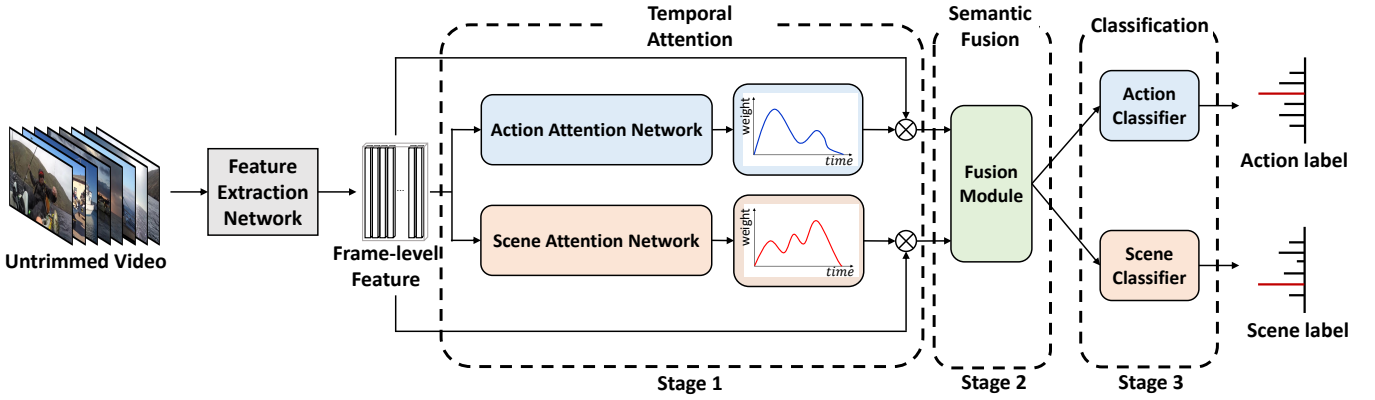 Temporal
Attention
Semantic
Fusion
Classification
Untrimmed Video
Feature
Extraction
Network
...
Frame-level
Feature
Action Attention Network
weight
time
Scene Attention Network
weight
time
Fusion
Module
Action
Classifier
Action label
Scene
Classifier
Scene label
Stage 1
Stage 2
Stage 3